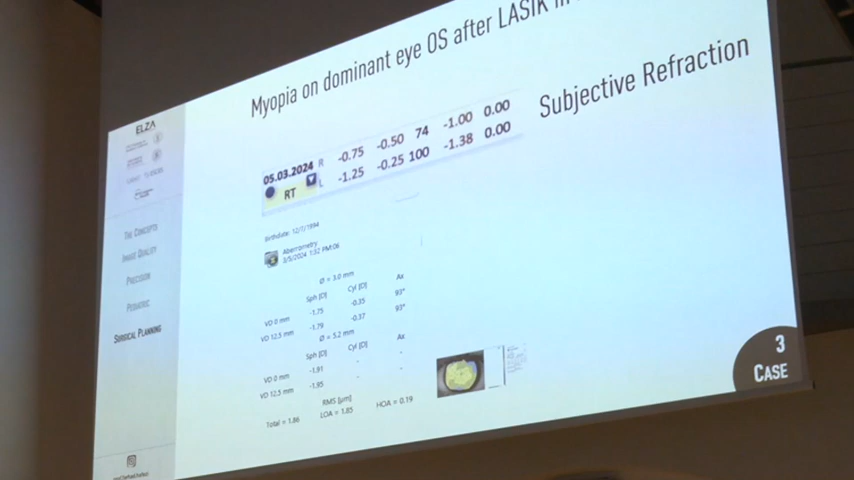 Myopia on dominant eye OS after LASIK in
Subjective Refraction
ELZA
05.03.2024 R -0.75 -0.50 74 -1.00 0.00
RT L -1.25 -0.25 100 -1.38 0.00
Birthdate: 12/7/1994
Aberrometry
3/5/2024 1:52 PM:06
Ø = 3.0 mm
Sph [D] Cyl [D] Ax
VD 0 mm -1.75 -0.35 93°
VD 12.5 mm -1.79 -0.37 93°
Ø = 5.2 mm
Sph [D] Cyl [D] Ax
VD 0 mm -1.91 - -
VD 12.5 mm -1.95 - -
RMS [µm]
Total = 1.86 LOA = 1.85 HOA = 0.19
The Concepts
Image Quality
Precision
Pediatric
Surgical Planning
3
Case